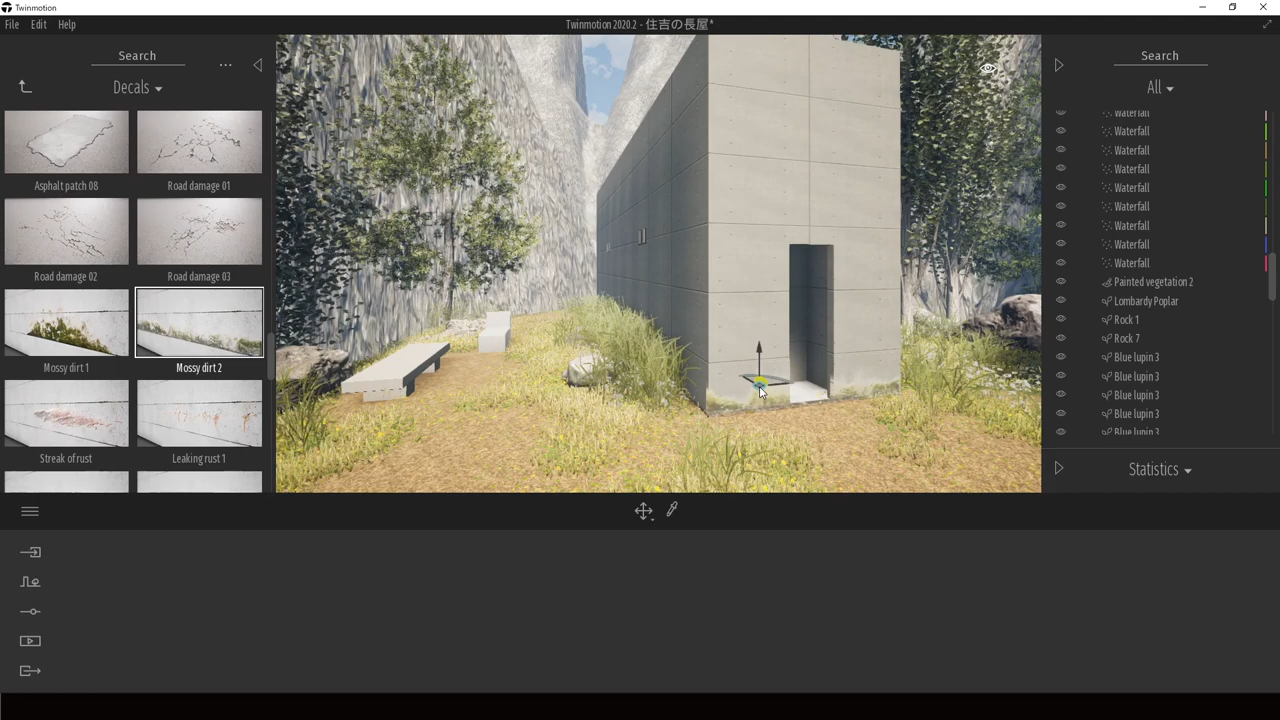 Twinmotion
File Edit Help
Twinmotion 2020.2 - 住吉の長屋*
Search
...
Decals
Asphalt patch 08
Road damage 01
Road damage 02
Road damage 03
Mossy dirt 1
Mossy dirt 2
Streak of rust
Leaking rust 1
Search
All
Waterfall
Waterfall
Waterfall
Waterfall
Waterfall
Waterfall
Waterfall
Waterfall
Waterfall
Painted vegetation 2
Lombardy Poplar
Rock 1
Rock 7
Blue lupin 3
Blue lupin 3
Blue lupin 3
Blue lupin 3
Blue lupin 3
Statistics